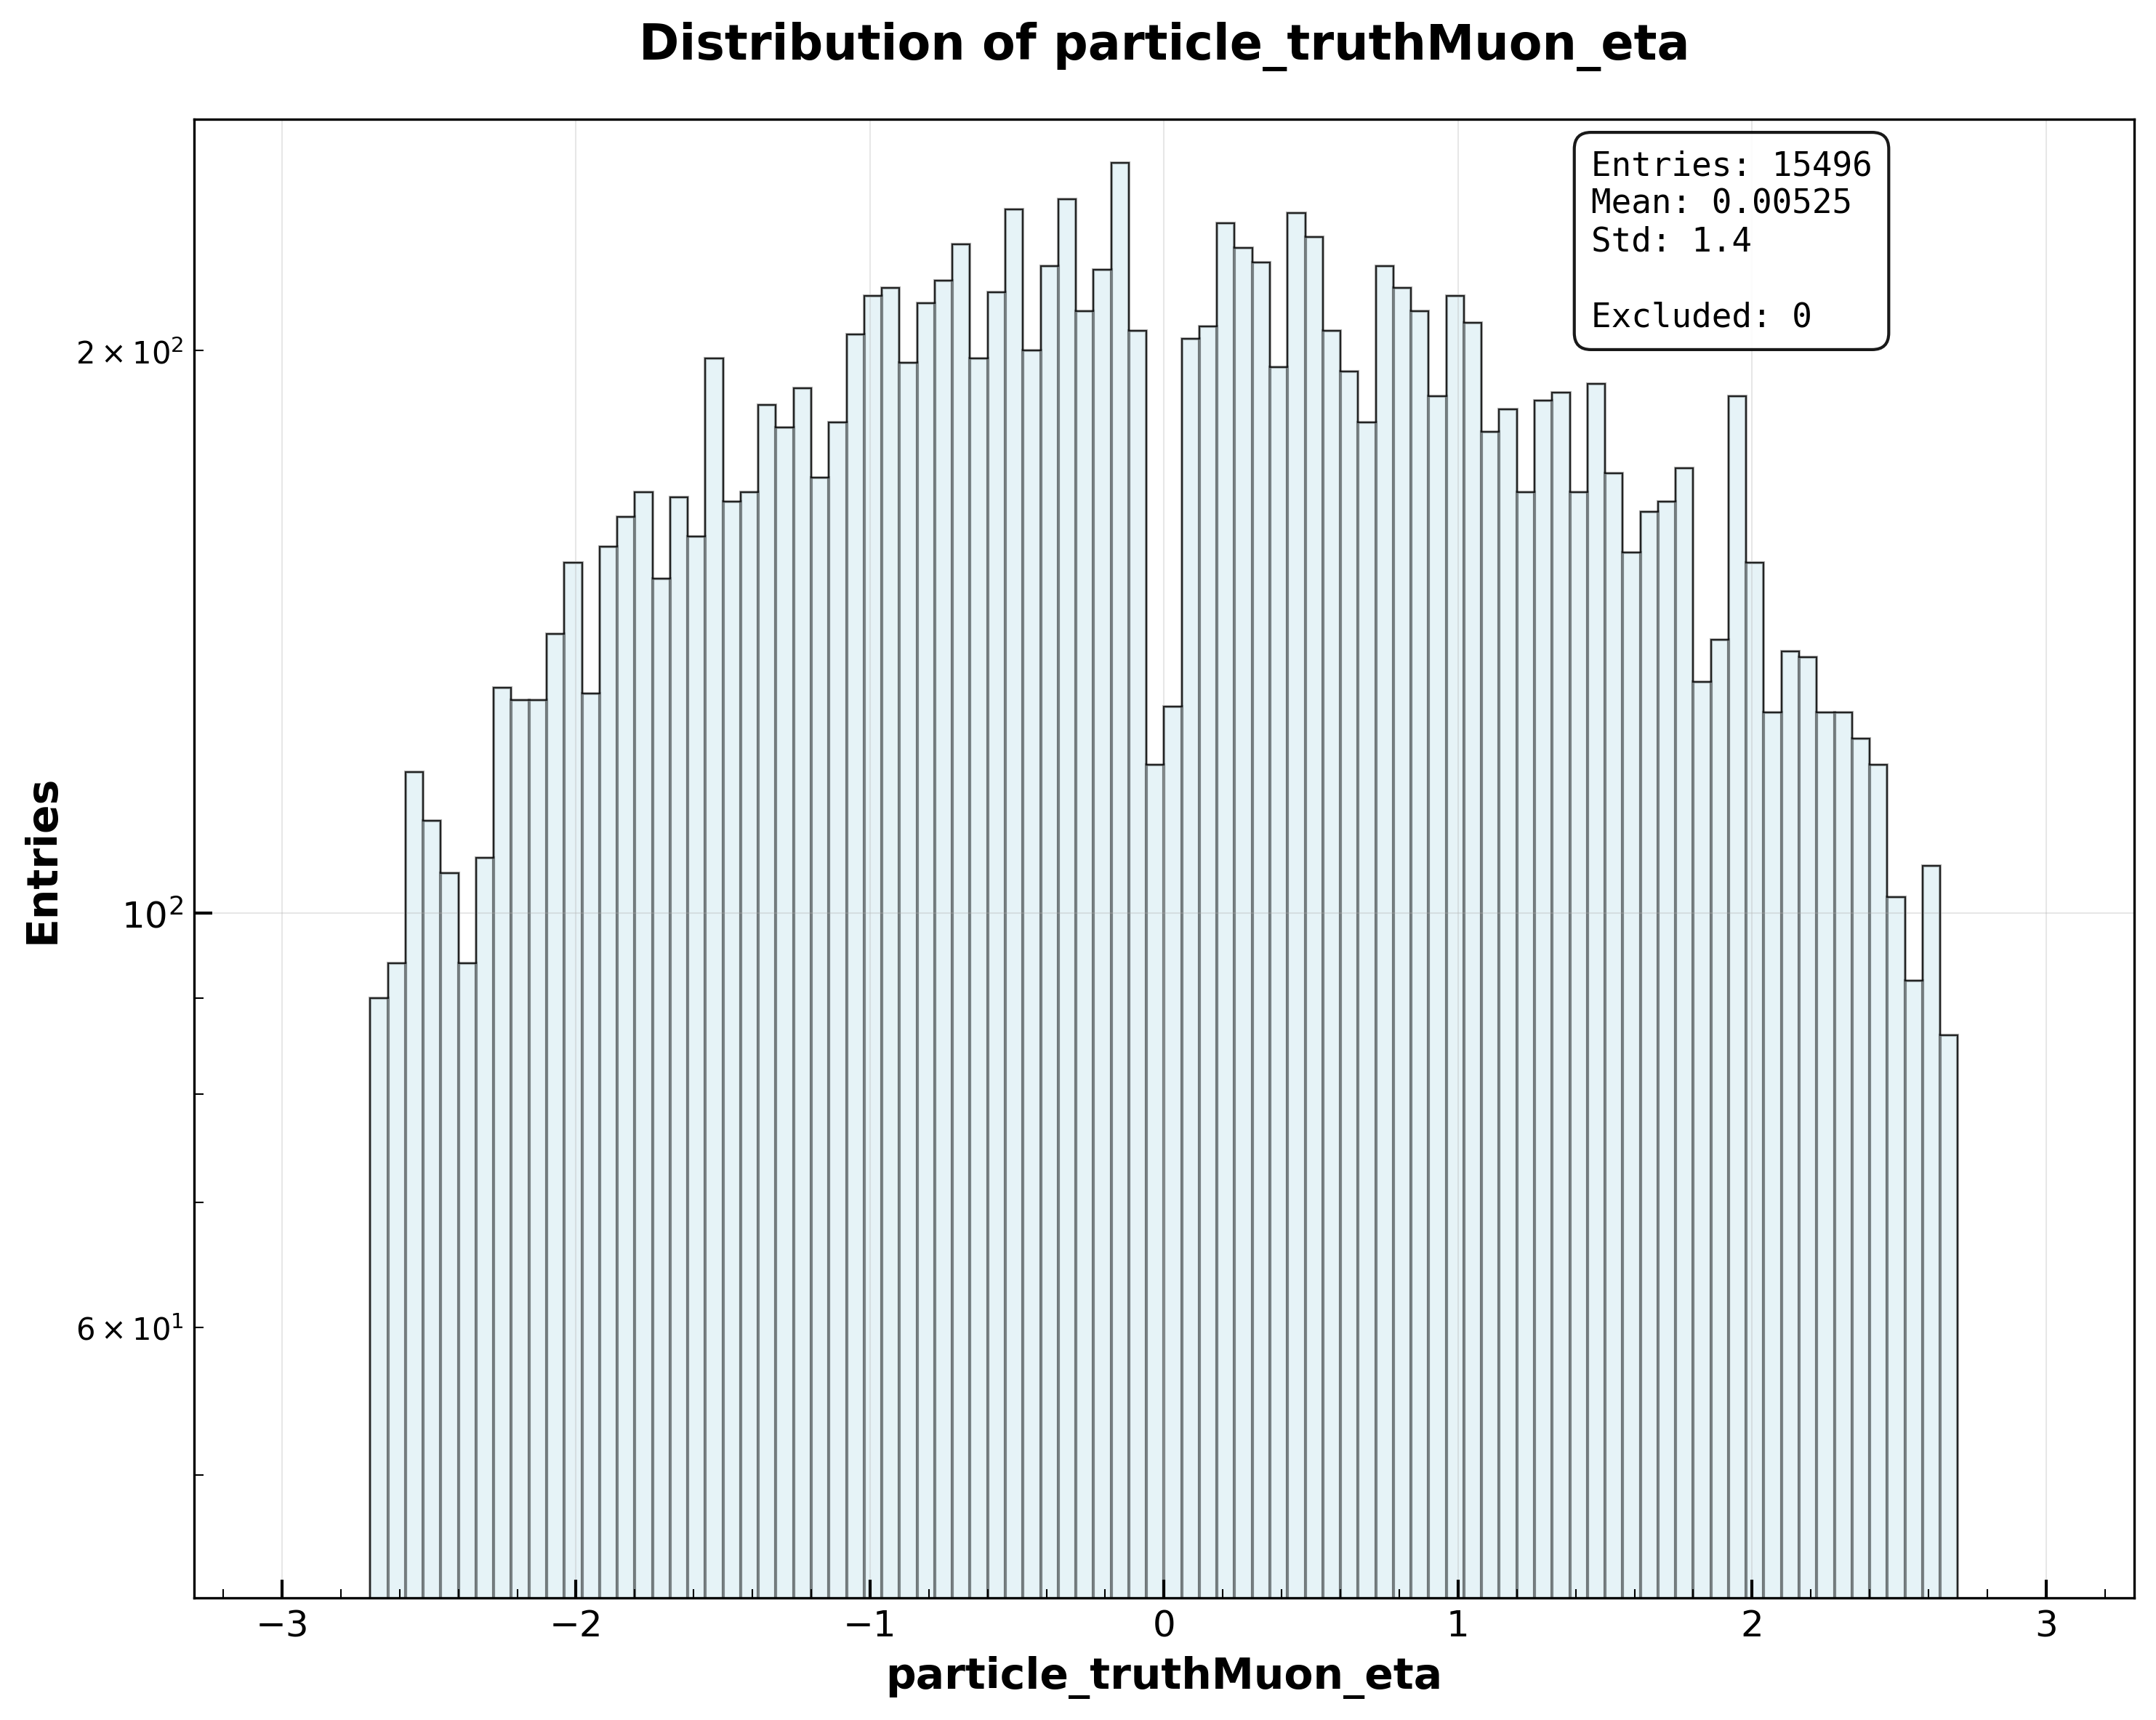 Distribution of particle_truthMuon_eta
Entries: 15496
Mean: 0.00525
Std: 1.4
Excluded: 0
Entries
2 × 10²
10²
6 × 10¹
−3 −2 −1 0 1 2 3
particle_truthMuon_eta